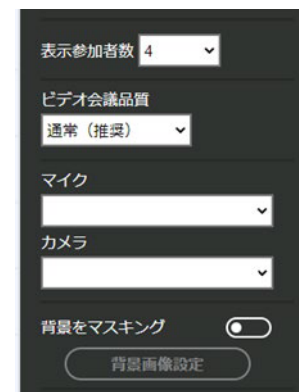 表示参加者数 4
ビデオ会議品質
通常（推奨）
マイク
カメラ
背景をマスキング
背景画像設定